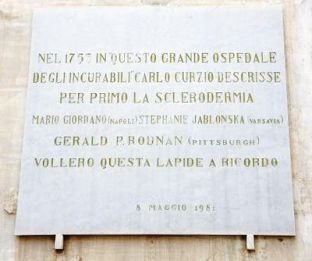 NEL 1753 IN QUESTO GRANDE OSPEDALE
DEGLI INCURABILI CARLO CURZIO DESCRISSE
PER PRIMO LA SCLERODERMIA
MARIO GIORDANO (NAPOLI) STEPHANIE JABLONSKA (VARSAVIA)
GERALD P. RODNAN (PITTSBURGH)
VOLLERO QUESTA LAPIDE A RICORDO
8 MAGGIO